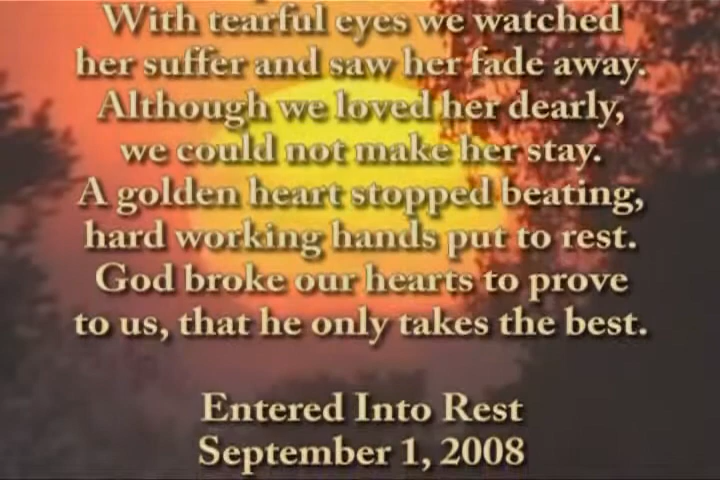 With tearful eyes we watched
her suffer and saw her fade away.
Although we loved her dearly,
we could not make her stay.
A golden heart stopped beating,
hard working hands put to rest.
God broke our hearts to prove
to us, that he only takes the best.
Entered Into Rest
September 1, 2008